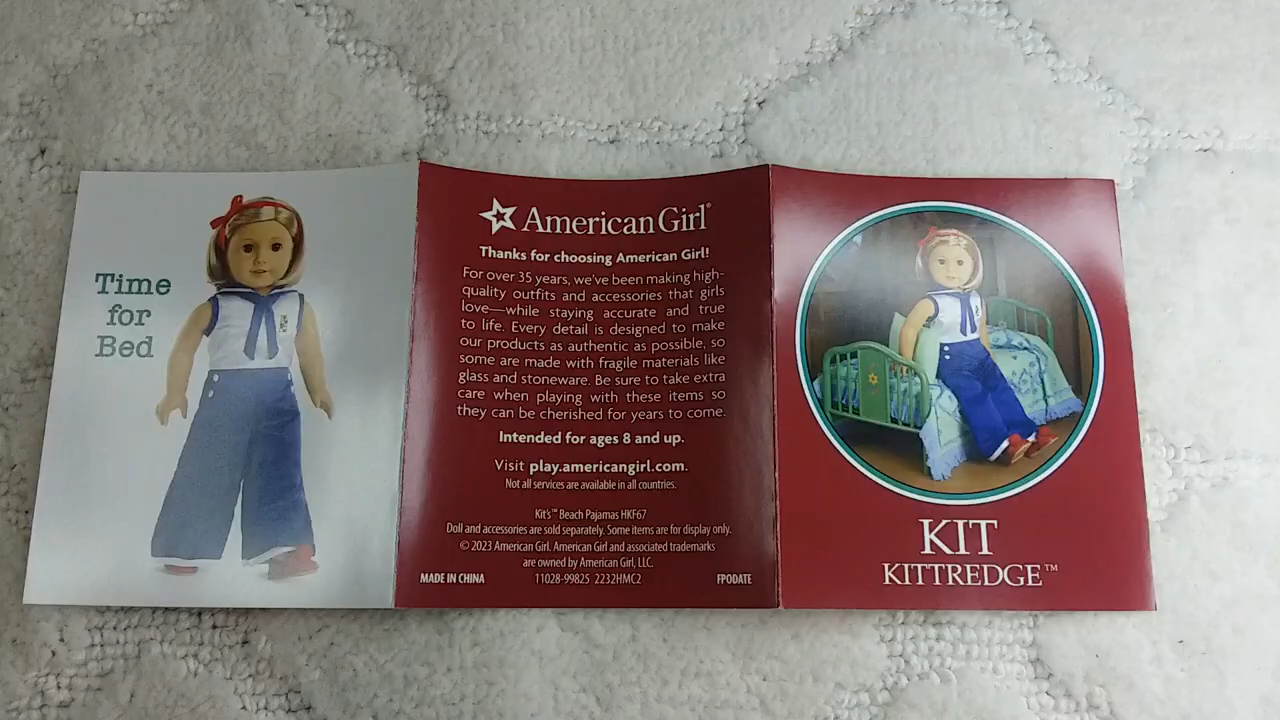 Time
for
Bed
American Girl®
Thanks for choosing American Girl!
For over 35 years, we've been making high-
quality outfits and accessories that girls
love—while staying accurate and true
to life. Every detail is designed to make
our products as authentic as possible, so
some are made with fragile materials like
glass and stoneware. Be sure to take extra
care when playing with these items so
they can be cherished for years to come.
Intended for ages 8 and up.
Visit play.americangirl.com.
Not all services are available in all countries.
Kit's™ Beach Pajamas HKF67
Doll and accessories are sold separately. Some items are for display only.
© 2023 American Girl. American Girl and associated trademarks
are owned by American Girl, LLC.
MADE IN CHINA 11028-99825 2232HMC2 FPODATE
KIT
KITTREDGE™